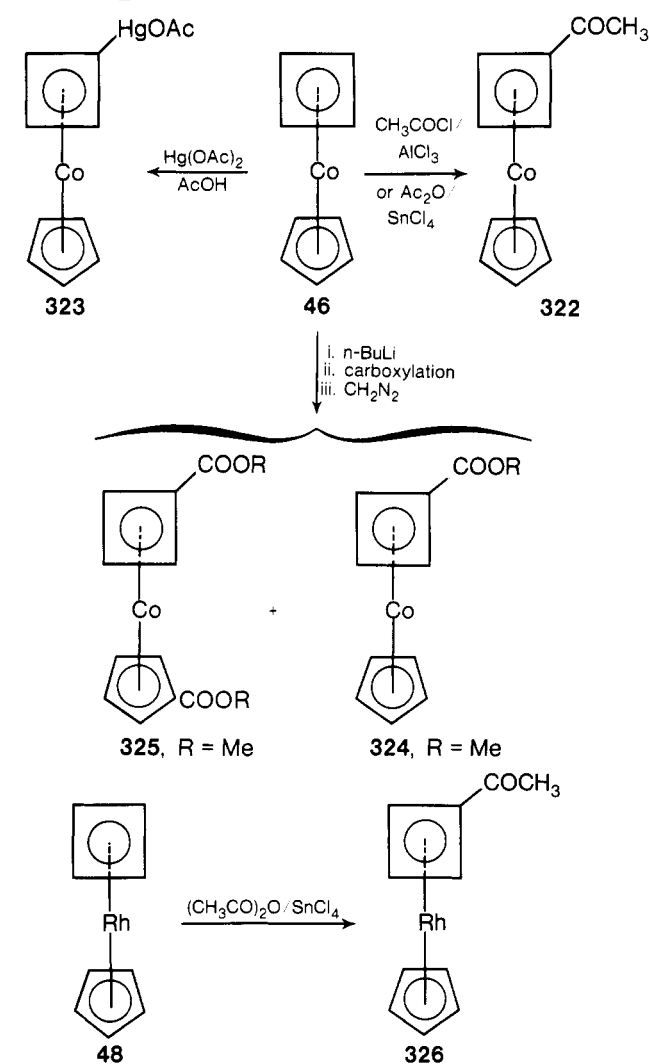 HgOAc
COCH₃
CH₃COCl/
AlCl₃
Hg(OAc)₂
Co
Co
Co
AcOH
or Ac₂O/
SnCl₄
323
46
322
i. n-BuLi
ii. carboxylation
iii. CH₂N₂
COOR
COOR
Co
+
Co
COOR
325, R = Me
324, R = Me
COCH₃
(CH₃CO)₂O/SnCl₄
Rh
Rh
48
326